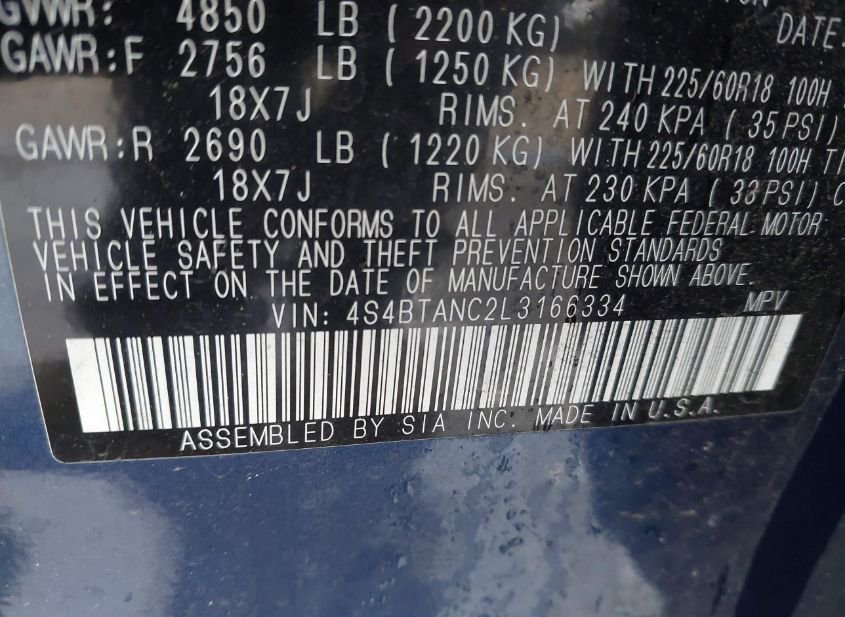 GVWR: 4850 LB ( 2200 KG)
DATE:
GAWR:F 2756 LB ( 1250 KG) WITH 225/60R18 100H
18X7J RIMS. AT 240 KPA ( 35 PSI)
GAWR:R 2690 LB ( 1220 KG) WITH 225/60R18 100H TI
18X7J RIMS. AT 230 KPA ( 33 PSI) C
THIS VEHICLE CONFORMS TO ALL APPLICABLE FEDERAL MOTOR
VEHICLE SAFETY AND THEFT PREVENTION STANDARDS
IN EFFECT ON THE DATE OF MANUFACTURE SHOWN ABOVE.
VIN: 4S4BTANC2L3166334 MPV
ASSEMBLED BY SIA INC. MADE IN U.S.A.